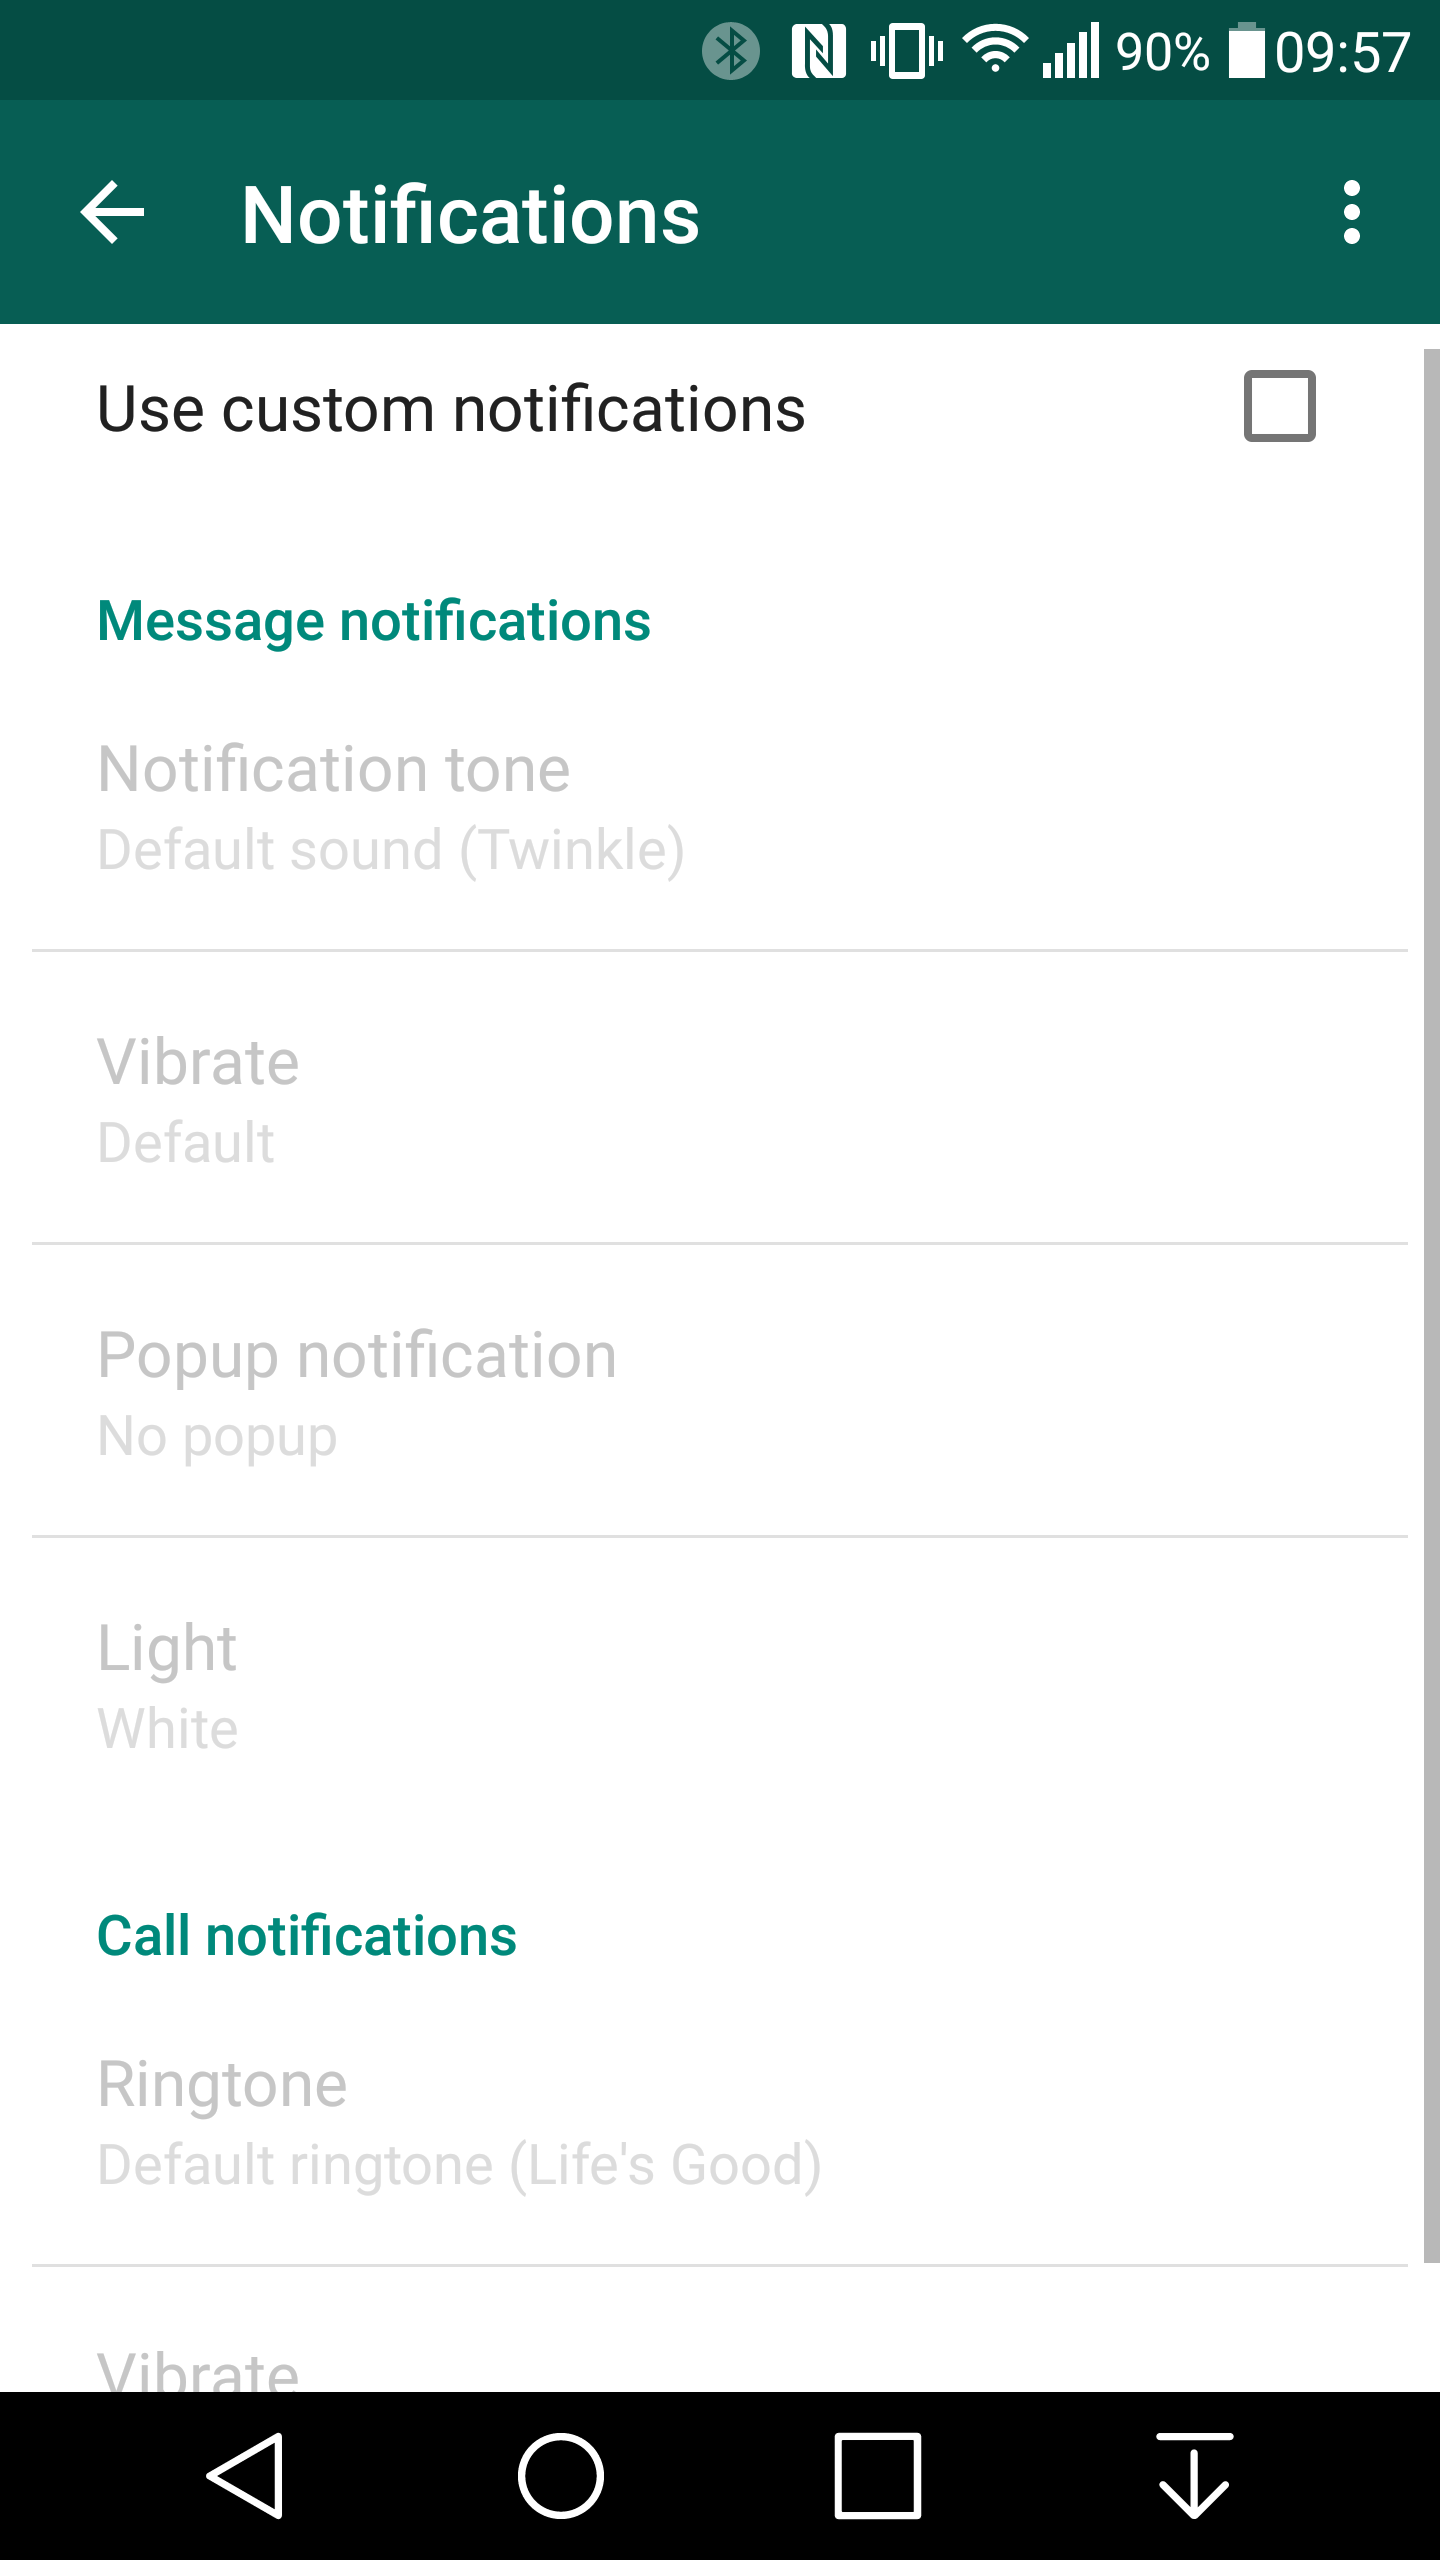 90% 09:57
Notifications
Use custom notifications
Message notifications
Notification tone
Default sound (Twinkle)
Vibrate
Default
Popup notification
No popup
Light
White
Call notifications
Ringtone
Default ringtone (Life's Good)
Vibrate